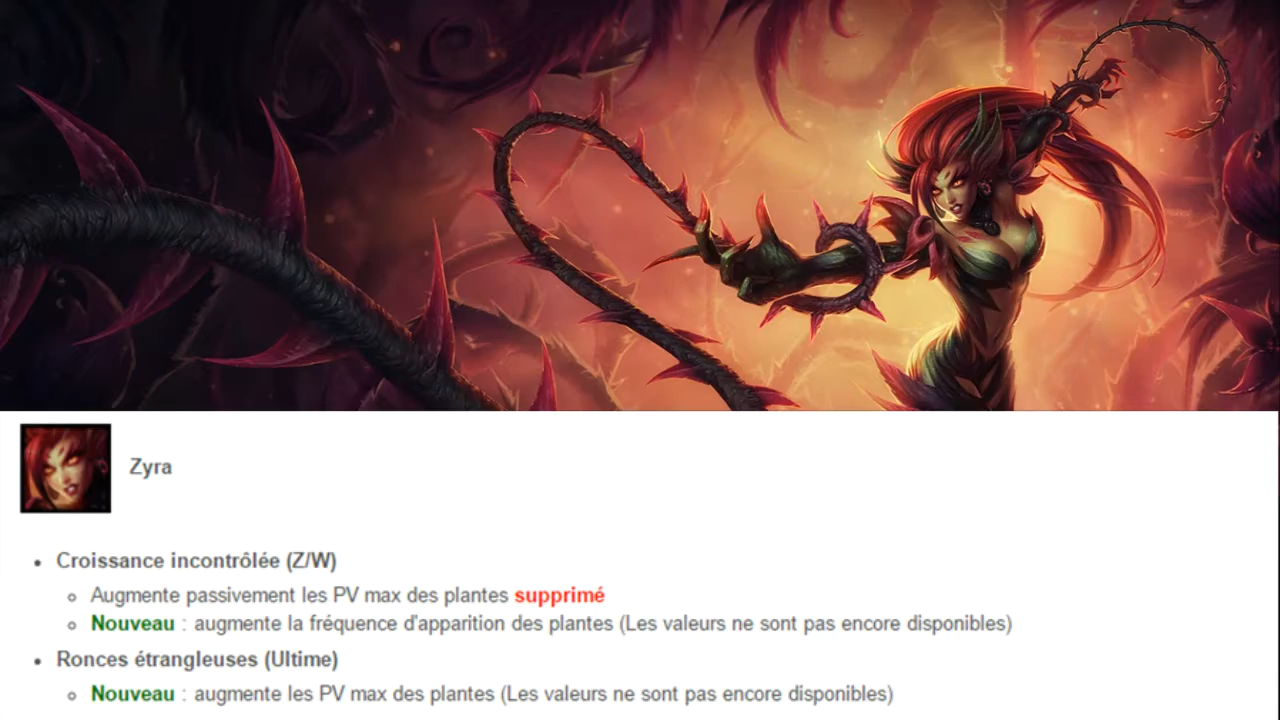 Zyra
• Croissance incontrôlée (Z/W)
○ Augmente passivement les PV max des plantes supprimé
○ Nouveau : augmente la fréquence d'apparition des plantes (Les valeurs ne sont pas encore disponibles)
• Ronces étrangleuses (Ultime)
○ Nouveau : augmente les PV max des plantes (Les valeurs ne sont pas encore disponibles)